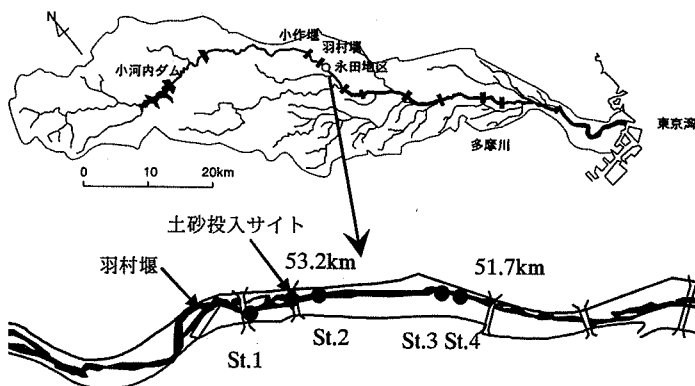 N
小作堰
羽村堰
永田地区
小河内ダム
東京湾
多摩川
0 10 20km
土砂投入サイト
羽村堰
53.2km
51.7km
St.1
St.2
St.3 St.4